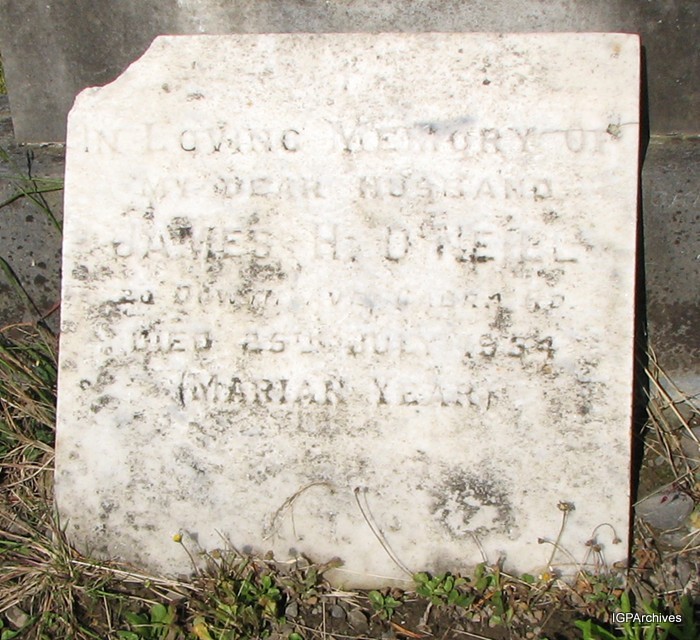 IN LOVING MEMORY OF
MY DEAR HUSBAND
JAMES H. O'NEILL
DIED 25TH JULY 1954
(MARIAN YEAR)
IGPArchives